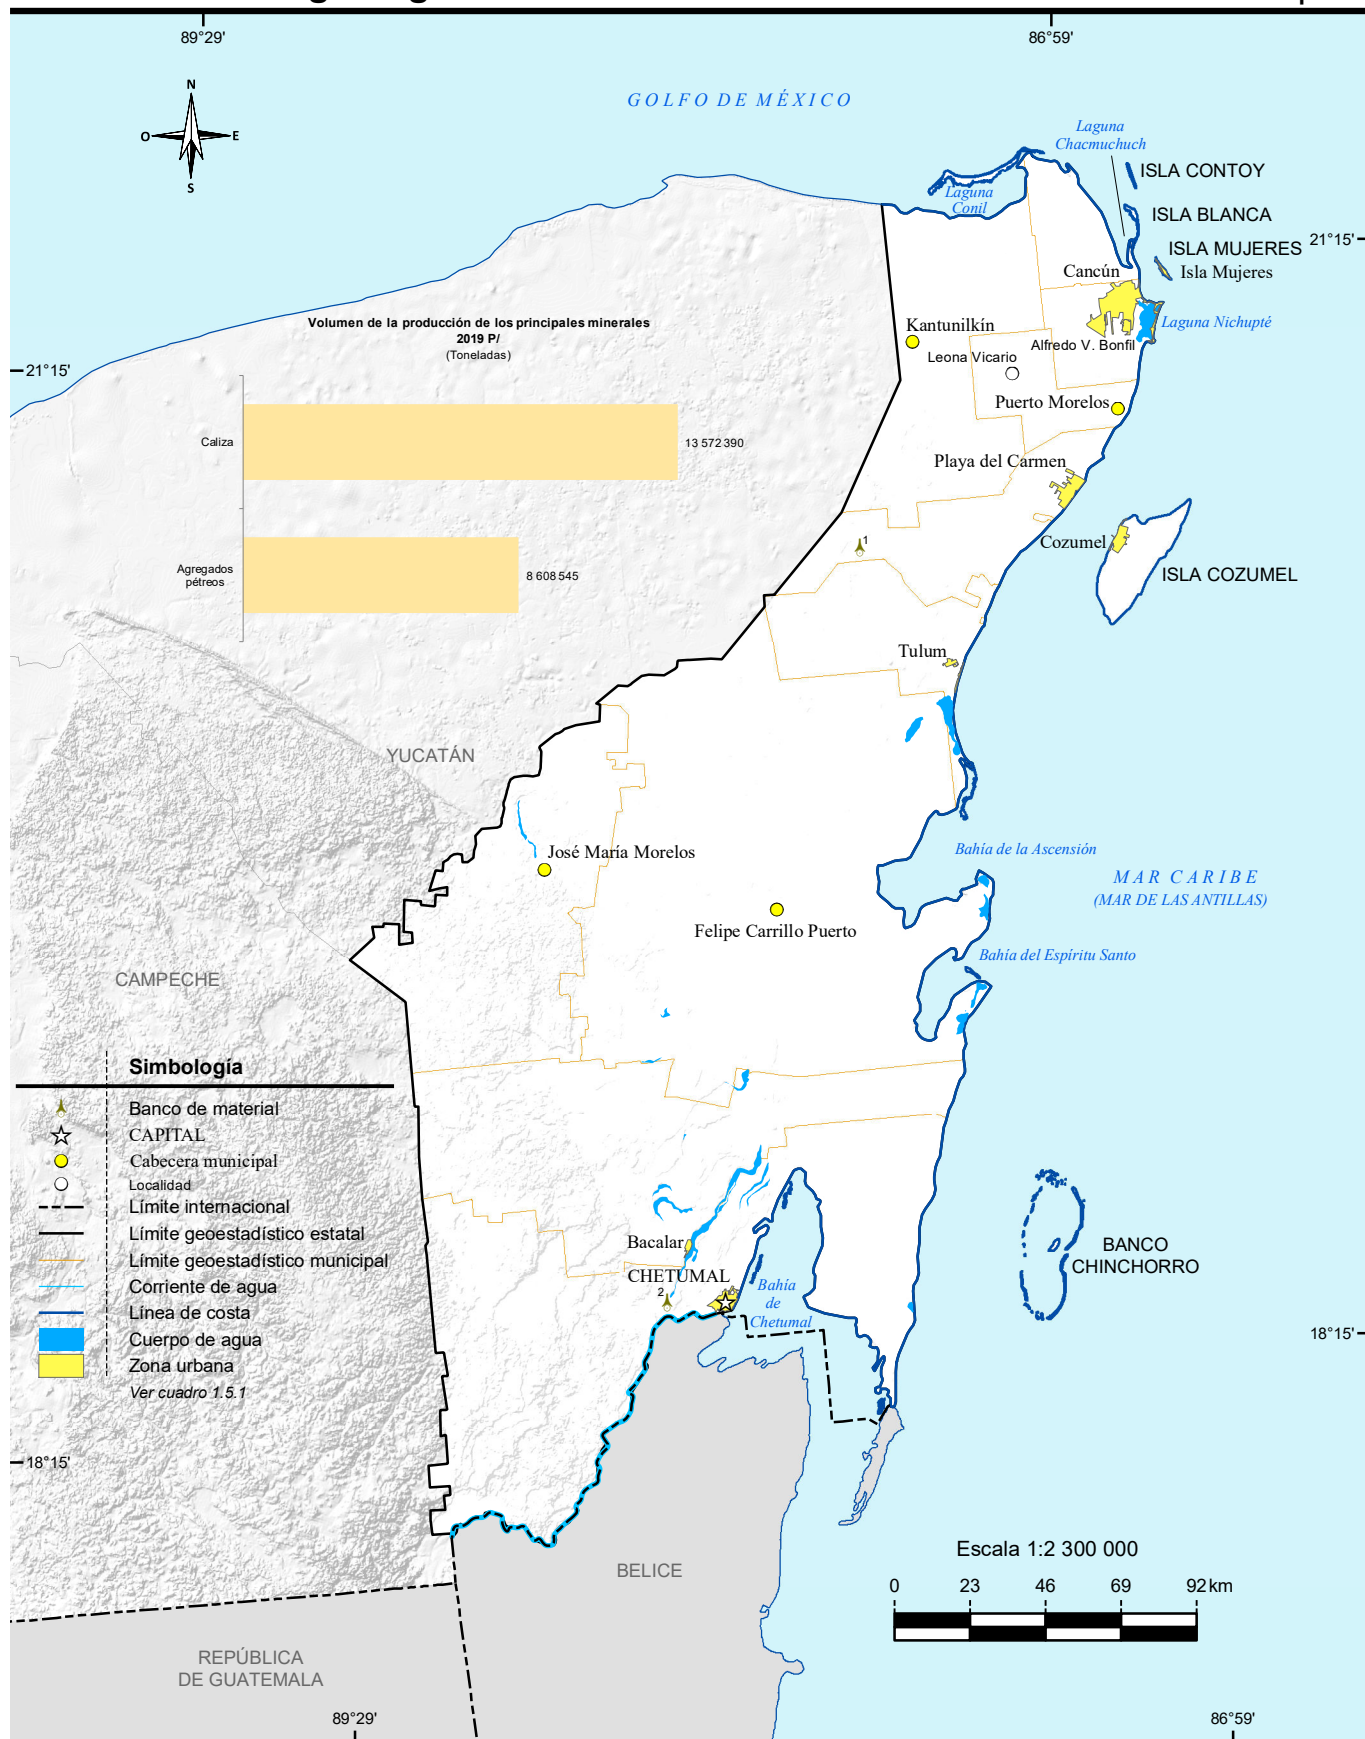 89°29'
86°59'
GOLFO DE MÉXICO
N
O
E
S
Laguna
Chacmuchuch
ISLA CONTOY
Laguna
Conil
ISLA BLANCA
21°15'
ISLA MUJERES
Isla Mujeres
Cancún
Volumen de la producción de los principales minerales
2019 P/
(Toneladas)
Kantunilkín
Laguna Nichupté
Alfredo V. Bonfil
Leona Vicario
21°15'
Puerto Morelos
Caliza
13 572 390
Playa del Carmen
Cozumel
1
Agregados
pétreos
8 608 545
ISLA COZUMEL
Tulum
YUCATÁN
José María Morelos
Bahía de la Ascensión
MAR CARIBE
(MAR DE LAS ANTILLAS)
Felipe Carrillo Puerto
Bahía del Espíritu Santo
CAMPECHE
Simbología
Banco de material
CAPITAL
Cabecera municipal
Localidad
Límite internacional
Límite geoestadístico estatal
Límite geoestadístico municipal
Corriente de agua
Línea de costa
Cuerpo de agua
Zona urbana
Ver cuadro 1.5.1
Bacalar
BANCO
CHINCHORRO
CHETUMAL
2
Bahía
de
Chetumal
18°15'
18°15'
Escala 1:2 300 000
BELICE
0 23 46 69 92 km
REPÚBLICA
DE GUATEMALA
89°29'
86°59'